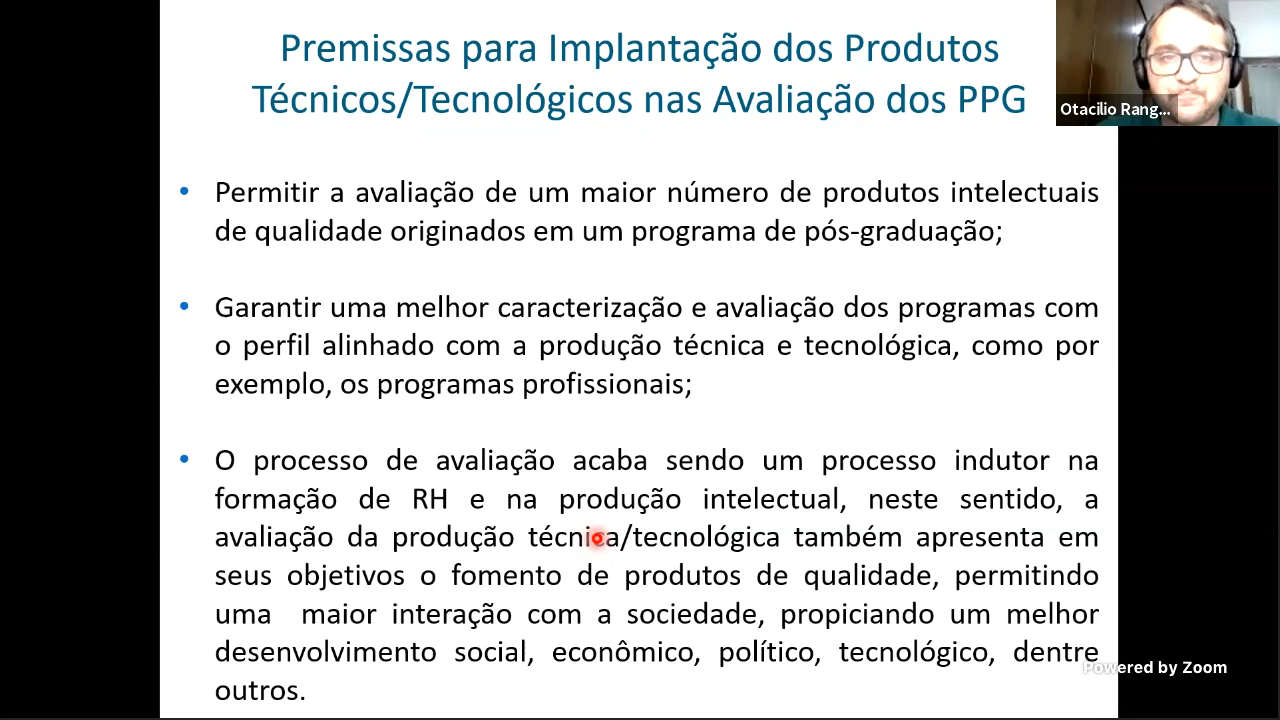 Premissas para Implantação dos Produtos
Técnicos/Tecnológicos nas Avaliação dos PPG
Otacilio Rang...
• Permitir a avaliação de um maior número de produtos intelectuais
de qualidade originados em um programa de pós-graduação;
• Garantir uma melhor caracterização e avaliação dos programas com
o perfil alinhado com a produção técnica e tecnológica, como por
exemplo, os programas profissionais;
• O processo de avaliação acaba sendo um processo indutor na
formação de RH e na produção intelectual, neste sentido, a
avaliação da produção técnica/tecnológica também apresenta em
seus objetivos o fomento de produtos de qualidade, permitindo
uma maior interação com a sociedade, propiciando um melhor
desenvolvimento social, econômico, político, tecnológico, dentre
outros.
Powered by Zoom